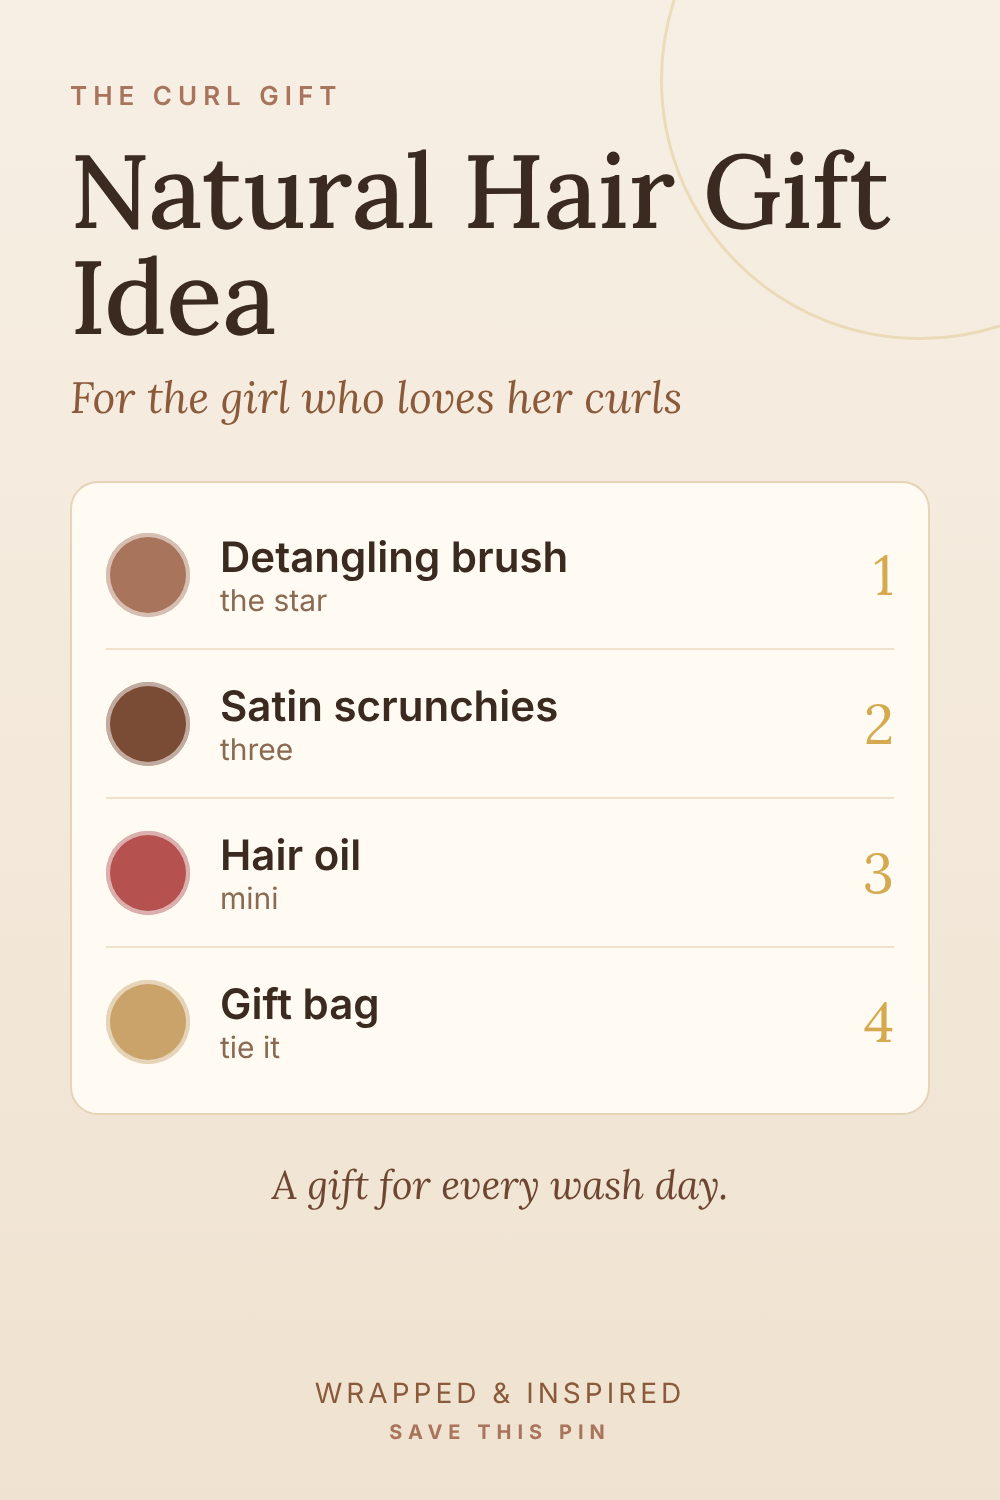 THE CURL GIFT
Natural Hair Gift
Idea
For the girl who loves her curls
Detangling brush
the star
1
Satin scrunchies
three
2
Hair oil
mini
3
Gift bag
tie it
4
A gift for every wash day.
WRAPPED & INSPIRED
SAVE THIS PIN